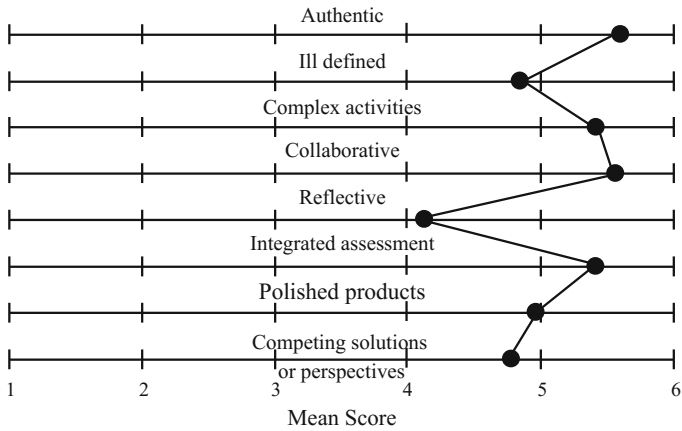 Authentic
Ill defined
Complex activities
Collaborative
Reflective
Integrated assessment
Polished products
Competing solutions
or perspectives
1 2 3 4 5 6
Mean Score